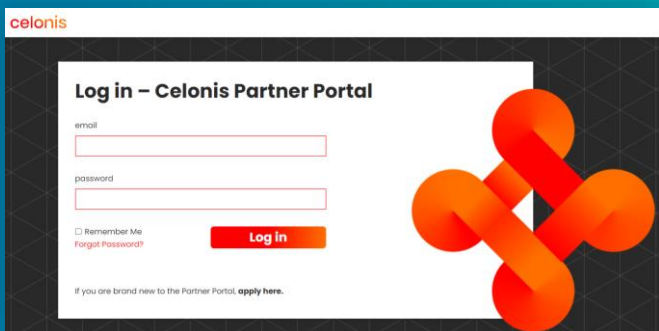 celonis
Log in – Celonis Partner Portal
email
password
Remember Me
Forgot Password?
Log in
If you are brand new to the Partner Portal, apply here.